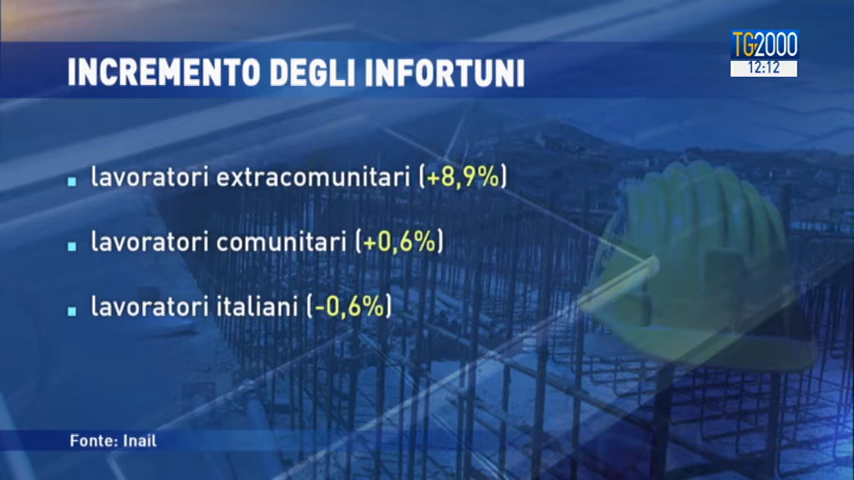 TG2000
12:12
INCREMENTO DEGLI INFORTUNI
lavoratori extracomunitari (+8,9%)
lavoratori comunitari (+0,6%)
lavoratori italiani (-0,6%)
Fonte: Inail